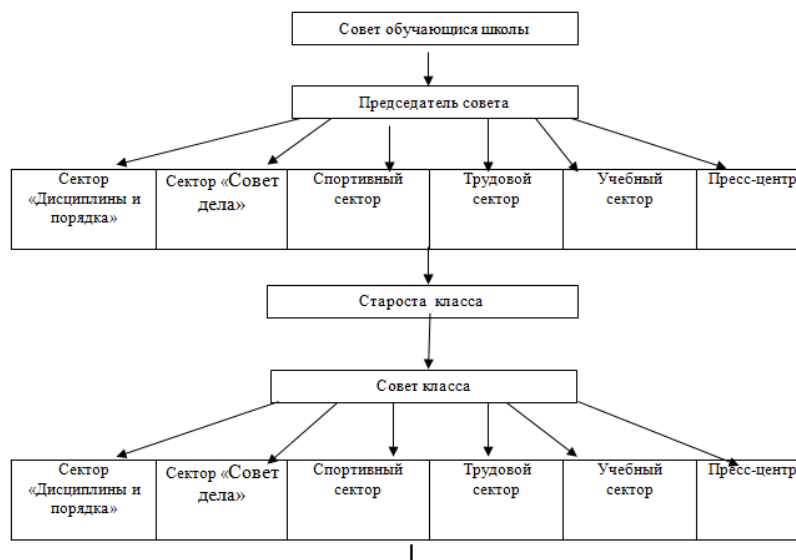 Совет обучающися школы
Председатель совета
Сектор
«Дисциплины и
порядка»
Сектор «Совет
дела»
Спортивный
сектор
Трудовой
сектор
Учебный
сектор
Пресс-центр
Староста класса
Совет класса
Сектор
«Дисциплины и
порядка»
Сектор «Совет
дела»
Спортивный
сектор
Трудовой
сектор
Учебный
сектор
Пресс-центр